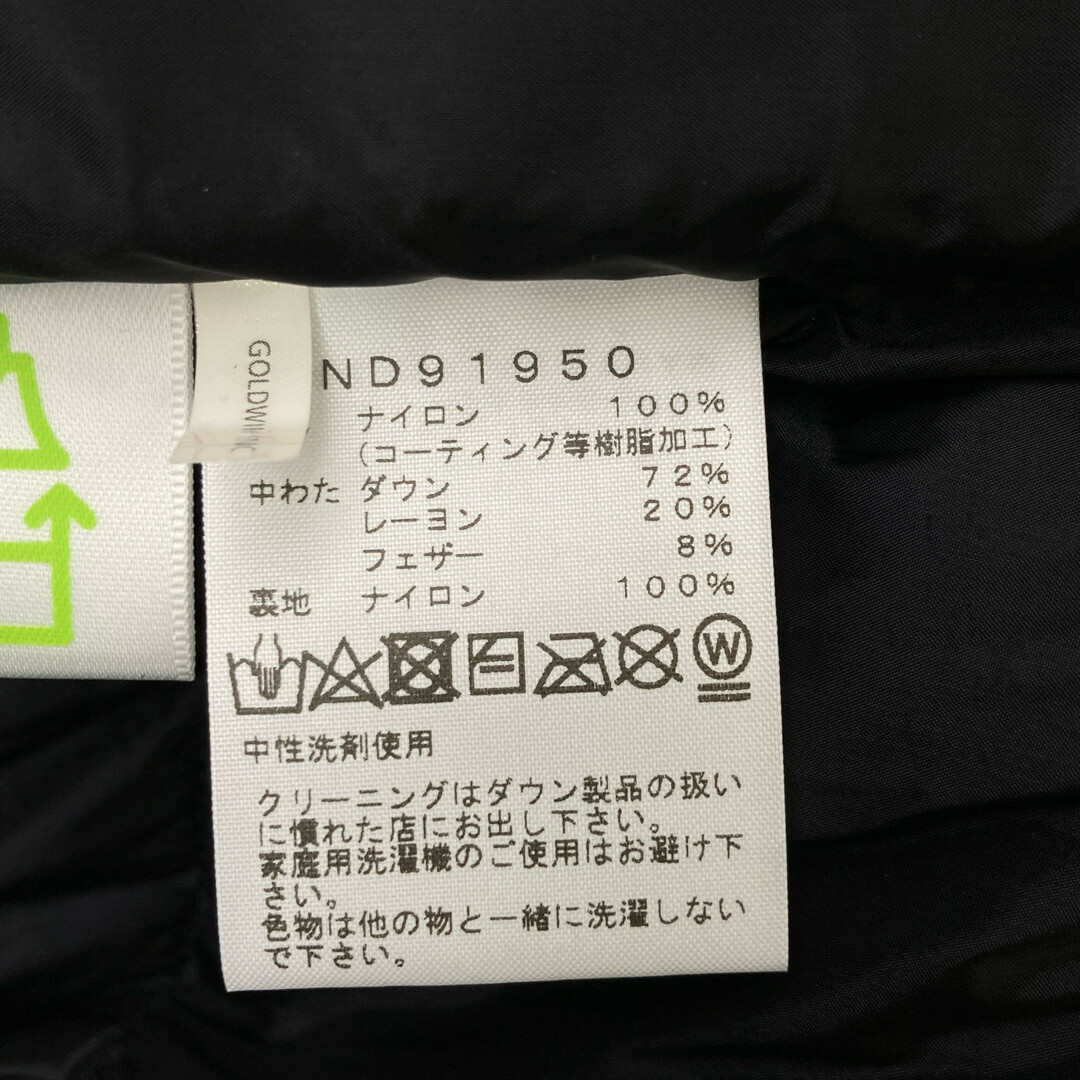 GOLDWIN
ND91950
ナイロン 100%
(コーティング等樹脂加工)
中わた ダウン 72%
レーヨン 20%
フェザー 8%
裏地 ナイロン 100%
W
中性洗剤使用
クリーニングはダウン製品の扱い
に慣れた店にお出し下さい。
家庭用洗濯機のご使用はお避け下
さい。
色物は他の物と一緒に洗濯しない
で下さい。